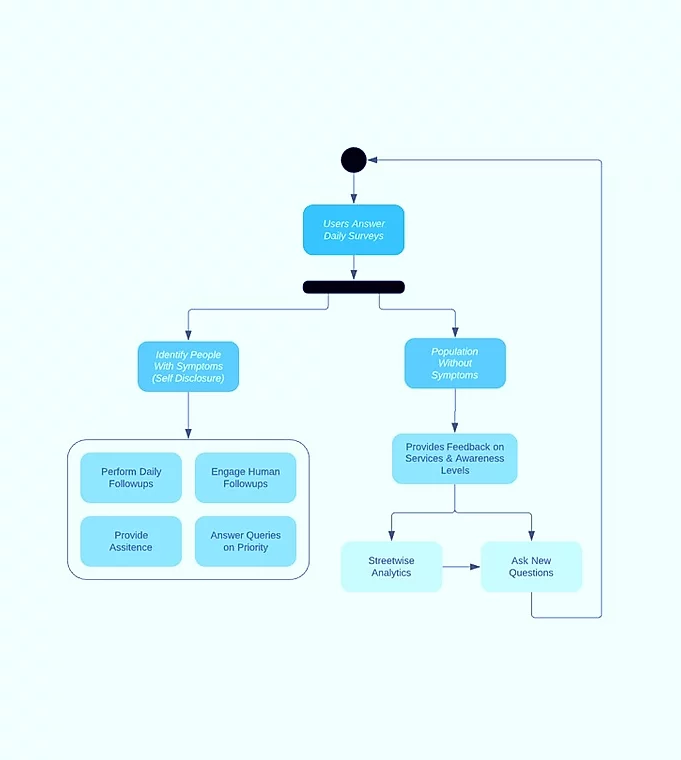 Users Answer
Daily Surveys
Identify People
With Symptoms
(Self Disclosure)
Population
Without
Symptoms
Perform Daily
Followups
Engage Human
Followups
Provide
Assitence
Answer Queries
on Priority
Provides Feedback on
Services & Awareness
Levels
Streetwise
Analytics
Ask New
Questions